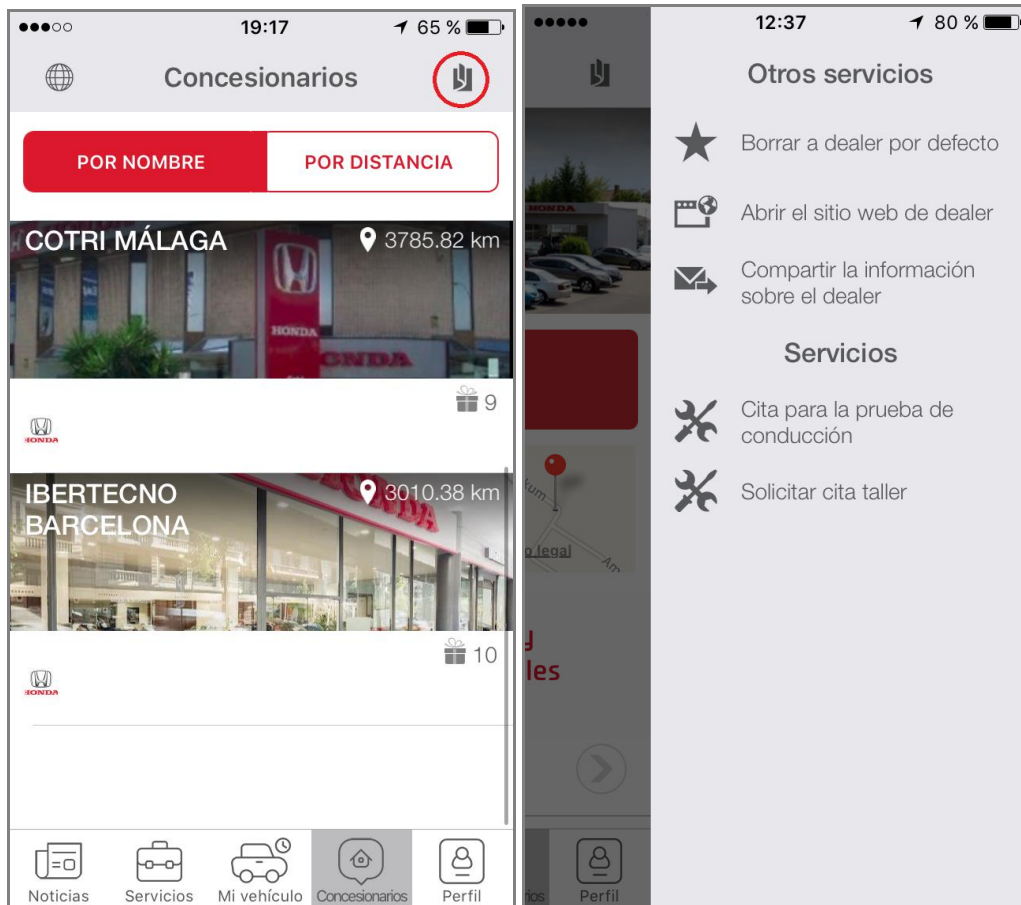 19:17
65 %
Concesionarios
POR NOMBRE
POR DISTANCIA
COTRI MÁLAGA
3785.82 km
HONDA
9
HONDA
IBERTECNO
BARCELONA
3010.38 km
10
HONDA
Noticias
Servicios
Mi vehículo
Concesionarios
Perfil
12:37
80 %
Otros servicios
Borrar a dealer por defecto
Abrir el sitio web de dealer
Compartir la información
sobre el dealer
Servicios
Cita para la prueba de
conducción
Solicitar cita taller
HONDA
o legal
y
les
Perfil